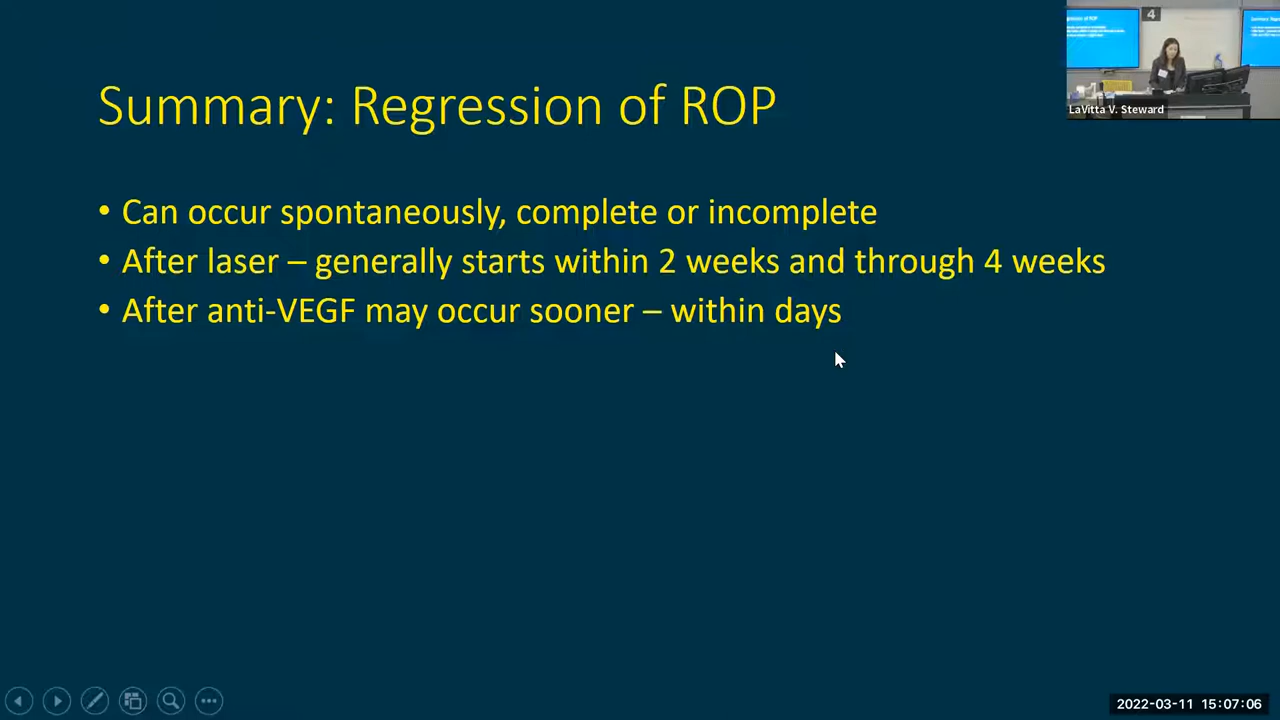 Summary: Regression of ROP
• Can occur spontaneously, complete or incomplete
• After laser – generally starts within 2 weeks and through 4 weeks
• After anti-VEGF may occur sooner – within days
4
LaVitta V. Steward
2022-03-11 15:07:06